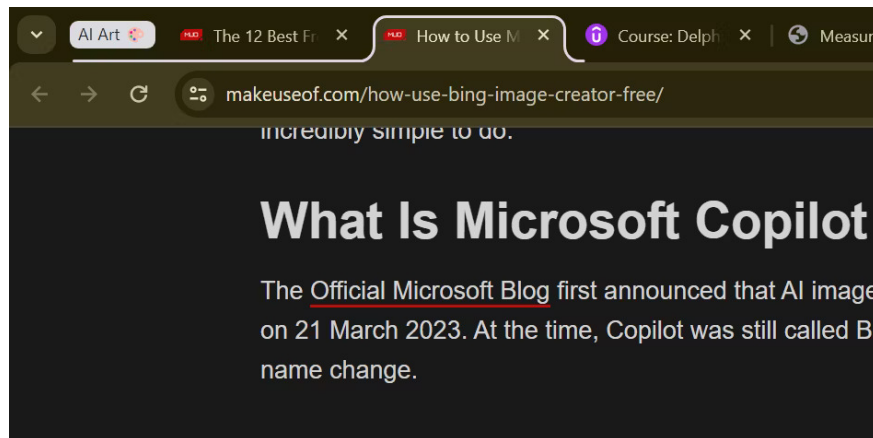 AI Art
MUO The 12 Best Fr
MUO How to Use M
Course: Delph
Measur
makeuseof.com/how-use-bing-image-creator-free/
incredibly simple to do.
What Is Microsoft Copilot
The Official Microsoft Blog first announced that AI image
on 21 March 2023. At the time, Copilot was still called B
name change.